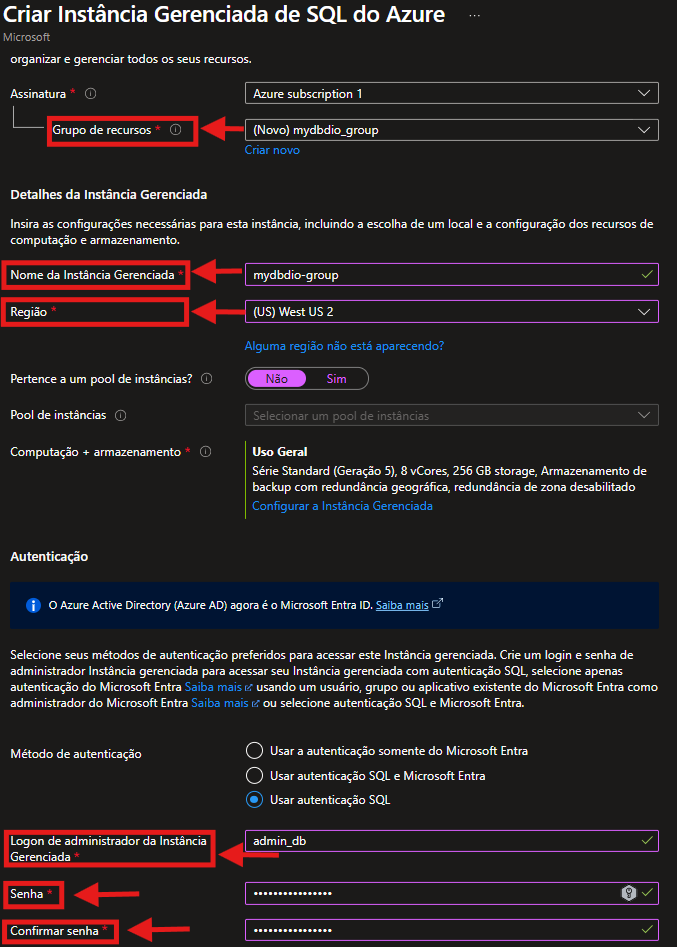 Criar Instância Gerenciada de SQL do Azure ...
Microsoft
organizar e gerenciar todos os seus recursos.
Assinatura *
Azure subscription 1
Grupo de recursos *
(Novo) mydbdio_group
Criar novo
Detalhes da Instância Gerenciada
Insira as configurações necessárias para esta instância, incluindo a escolha de um local e a configuração dos recursos de
computação e armazenamento.
Nome da Instância Gerenciada *
mydbdio-group
Região *
(US) West US 2
Alguma região não está aparecendo?
Pertence a um pool de instâncias?
Não Sim
Pool de instâncias
Selecionar um pool de instâncias
Computação + armazenamento *
Uso Geral
Série Standard (Geração 5), 8 vCores, 256 GB storage, Armazenamento de
backup com redundância geográfica, redundância de zona desabilitado
Configurar a Instância Gerenciada
Autenticação
O Azure Active Directory (Azure AD) agora é o Microsoft Entra ID. Saiba mais
Selecione seus métodos de autenticação preferidos para acessar este Instância gerenciada. Crie um login e senha de
administrador Instância gerenciada para acessar seu Instância gerenciada com autenticação SQL, selecione apenas
autenticação do Microsoft Entra Saiba mais usando um usuário, grupo ou aplicativo existente do Microsoft Entra como
administrador do Microsoft Entra Saiba mais ou selecione autenticação SQL e Microsoft Entra.
Método de autenticação
Usar a autenticação somente do Microsoft Entra
Usar autenticação SQL e Microsoft Entra
Usar autenticação SQL
Logon de administrador da Instância
Gerenciada *
admin_db
Senha *
••••••••••••••••
Confirmar senha *
••••••••••••••••